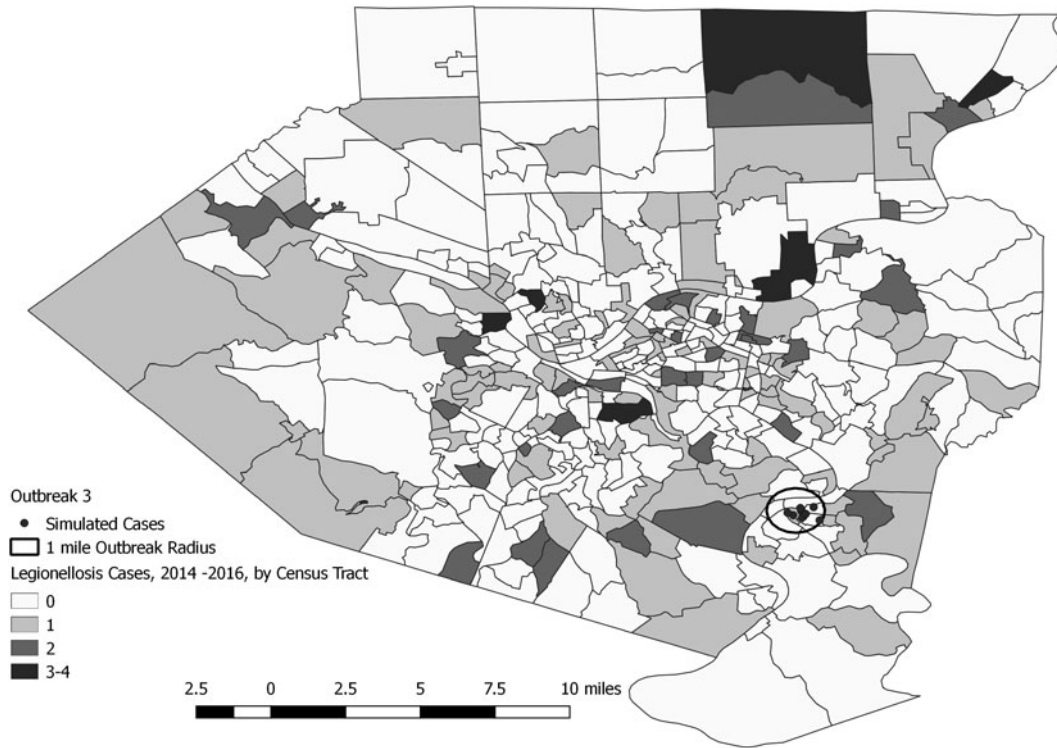 Outbreak 3
Simulated Cases
1 mile Outbreak Radius
Legionellosis Cases, 2014 -2016, by Census Tract
0
1
2
3-4
2.5 0 2.5 5 7.5 10 miles